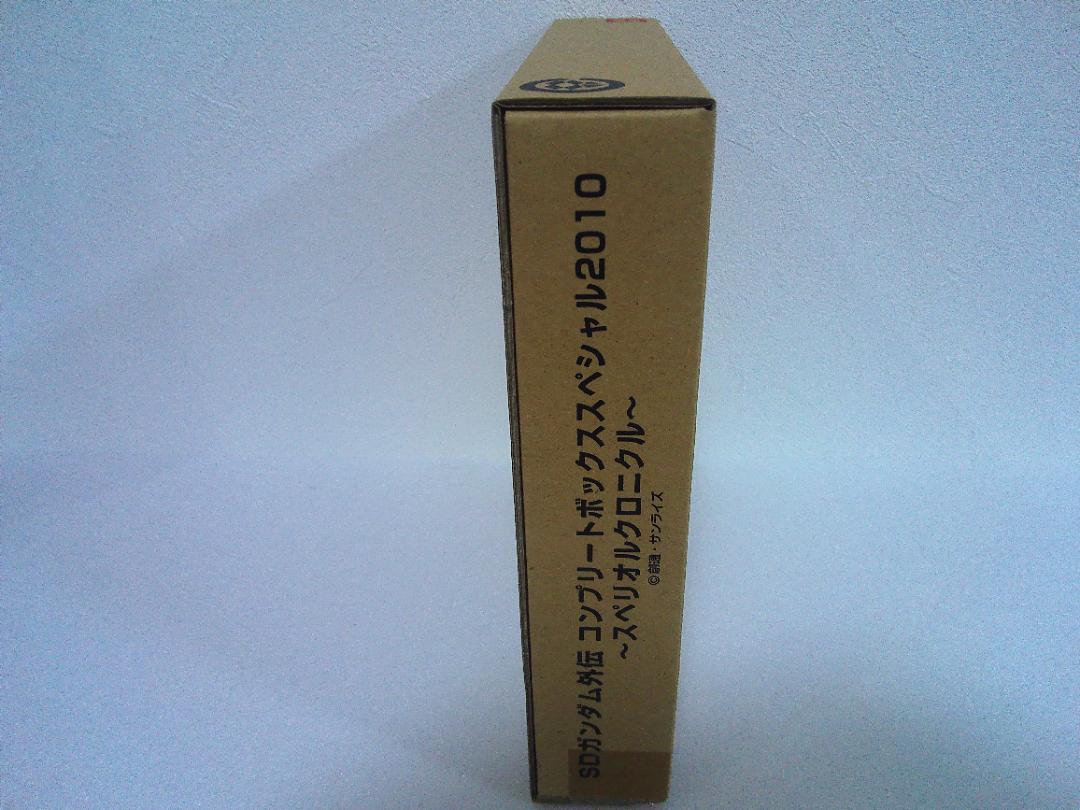 SDガンダム外伝 コンプリートボックススペシャル2010
~スペリオルクロニクル~
©創通・サンライズ